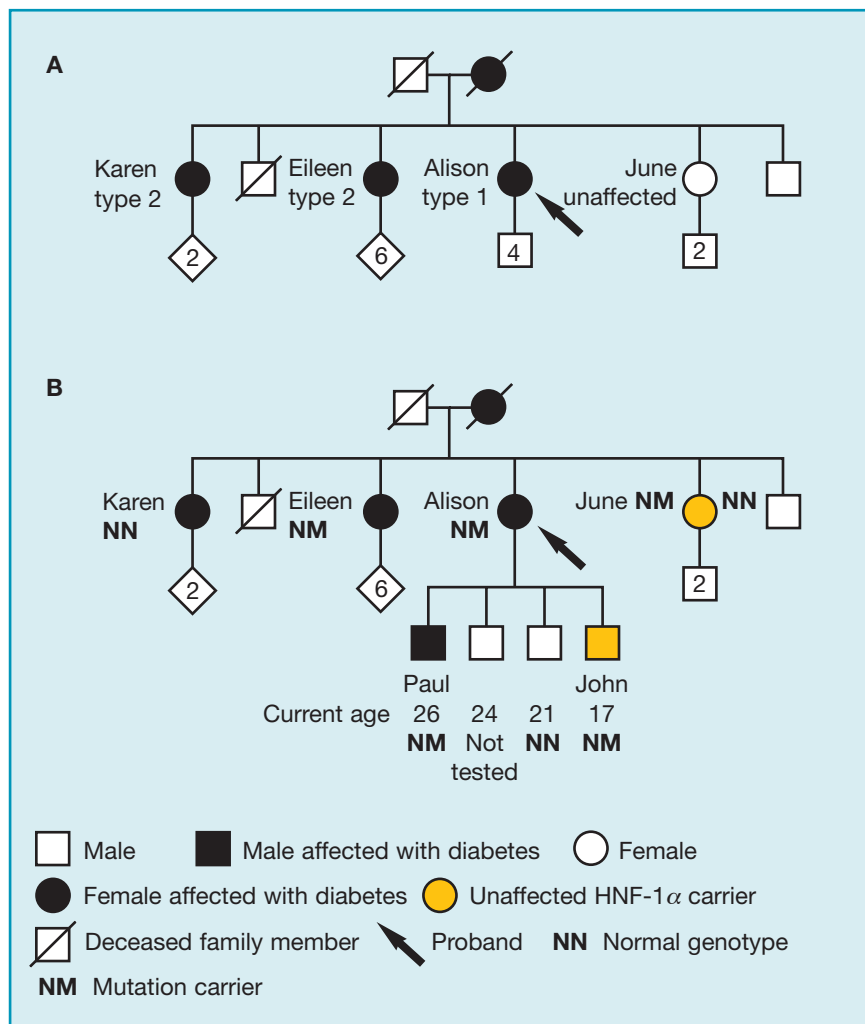 A
Karen
type 2
Eileen
type 2
Alison
type 1
June
unaffected
2
6
4
2
B
Karen
NN
Eileen
NM
Alison
NM
June NM
NN
2
6
2
Paul
John
Current age 26 24 21 17
NM Not NN NM
tested
Male Male affected with diabetes Female
Female affected with diabetes Unaffected HNF-1α carrier
Deceased family member Proband NN Normal genotype
NM Mutation carrier